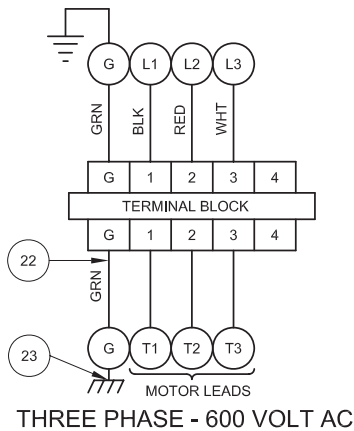 G L1 L2 L3
GRN BLK RED WHT
G 1 2 3 4
TERMINAL BLOCK
G 1 2 3 4
22
GRN
23
G T1 T2 T3
MOTOR LEADS
THREE PHASE - 600 VOLT AC